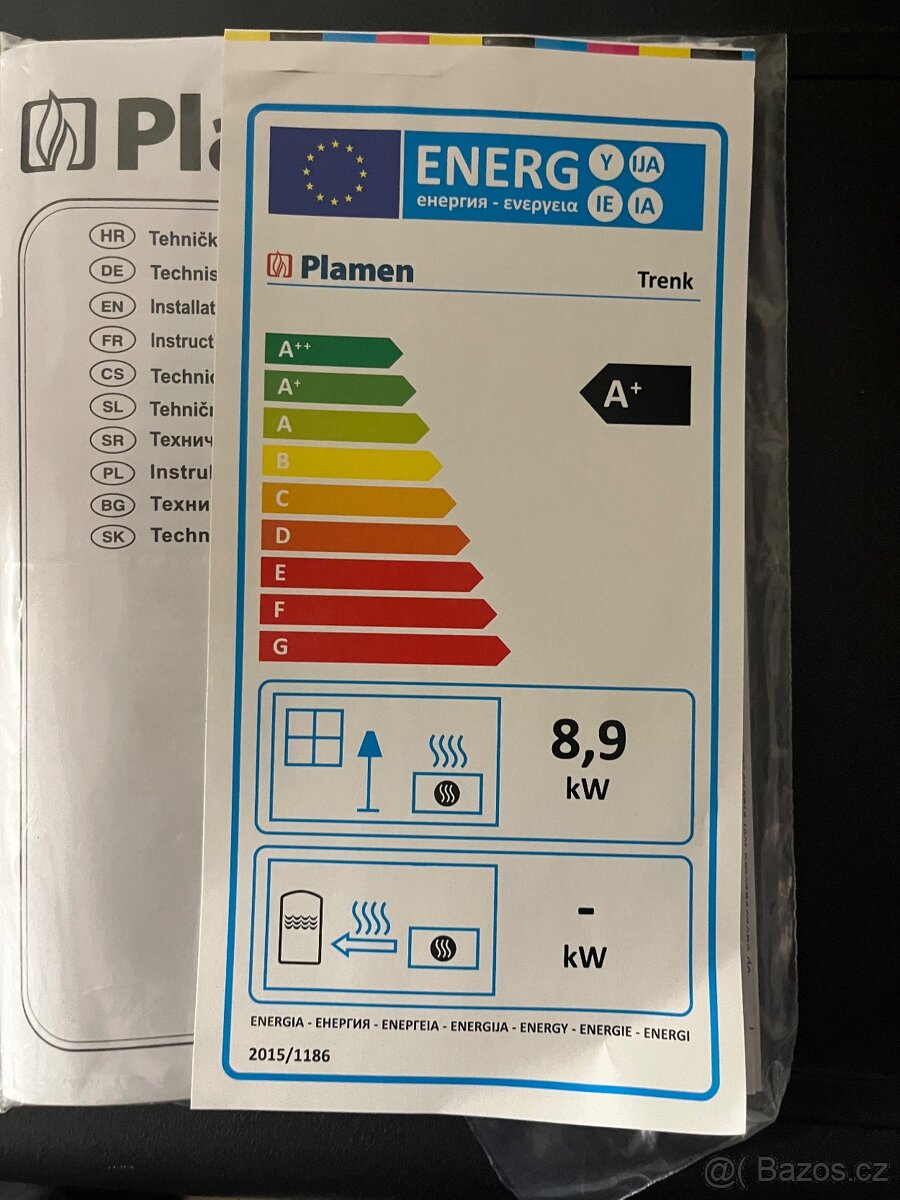 Pla
HR Tehničk
DE Technis
EN Installat
FR Instruct
CS Technic
SL Tehničn
SR Технич
PL Instruk
BG Техни
SK Techn
ENERG Y IJA
енергия - ενεργεια IE IA
Plamen
Trenk
A++
A+
A+
A
B
C
D
E
F
G
8,9
kW
-
kW
ENERGIA - ЕНЕРГИЯ - ΕΝΕΡΓΕΙΑ - ENERGIJA - ENERGY - ENERGIE - ENERGI
2015/1186
@( Bazos.cz